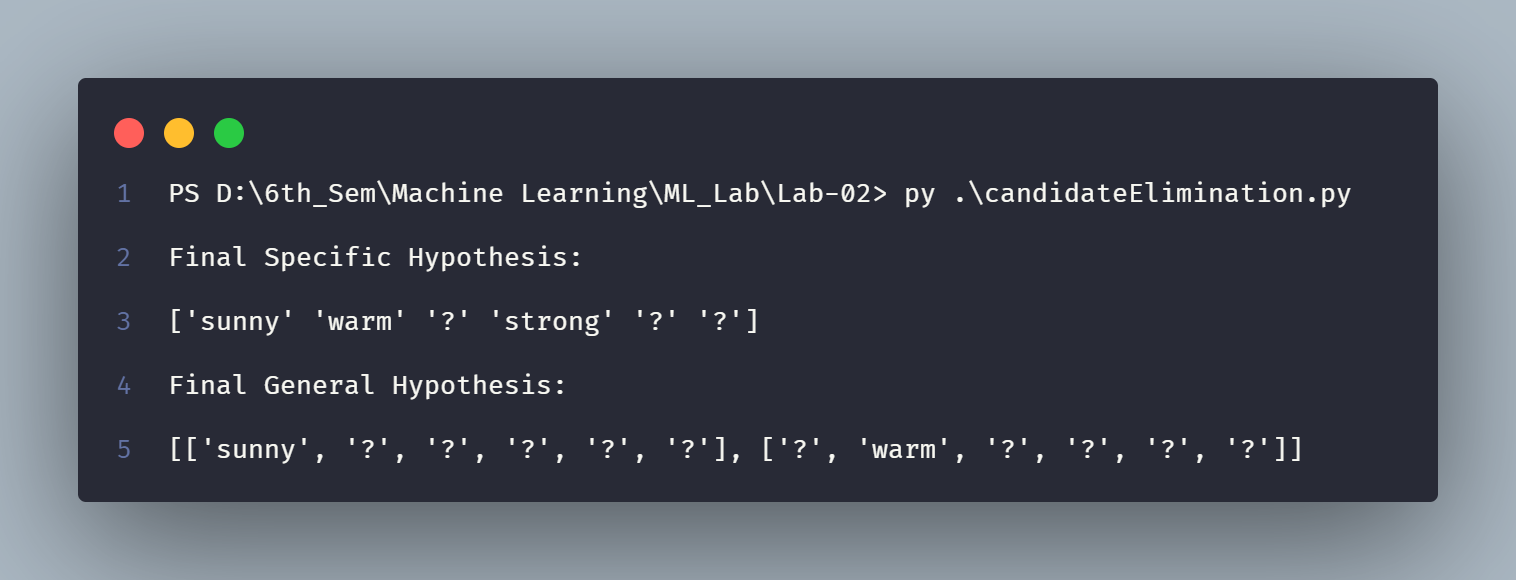 1 PS D:\6th_Sem\Machine Learning\ML_Lab\Lab-02> py .\candidateElimination.py
2 Final Specific Hypothesis:
3 ['sunny' 'warm' '?' 'strong' '?' '?']
4 Final General Hypothesis:
5 [['sunny', '?', '?', '?', '?', '?'], ['?', 'warm', '?', '?', '?', '?']]